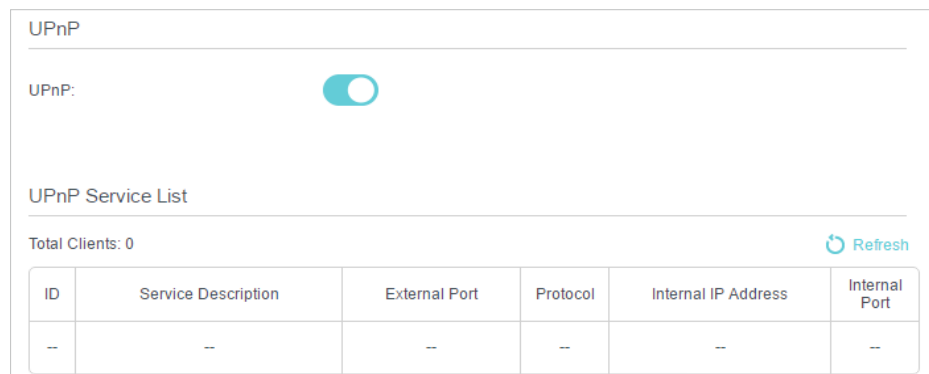 UPnP
UPnP:
UPnP Service List
Total Clients: 0
Refresh
ID Service Description External Port Protocol Internal IP Address Internal Port
-- -- -- -- -- --